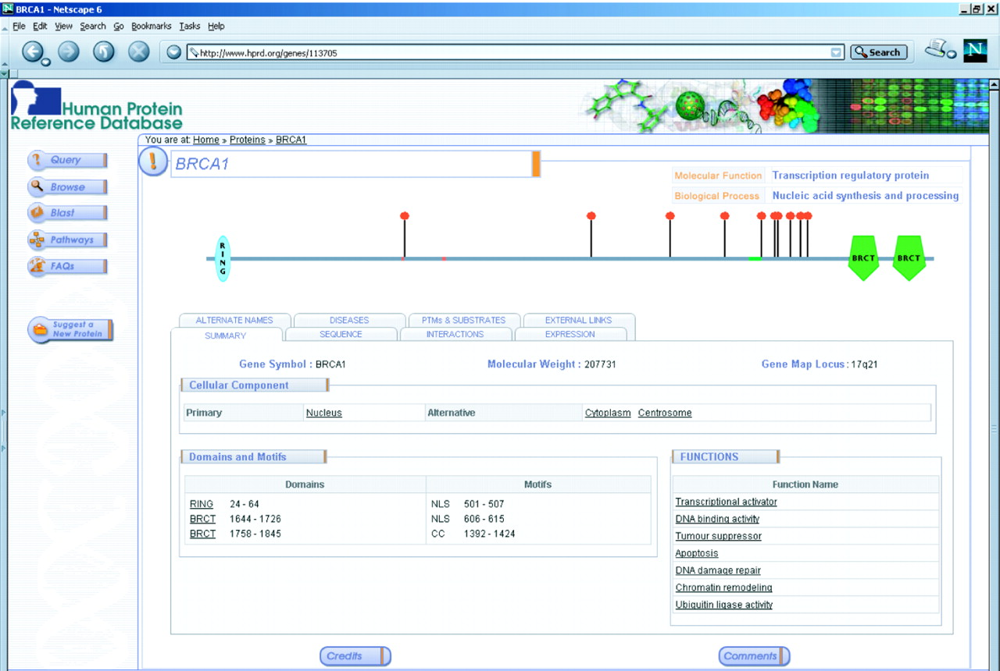 BRCA1 - Netscape 6
File Edit View Search Go Bookmarks Tasks Help
http://www.hprd.org/genes/113705
Search
N
Human Protein
Reference Database
You are at: Home » Proteins » BRCA1
Query
Browse
Blast
Pathways
FAQs
Suggest a
New Protein
! BRCA1
Molecular Function Transcription regulatory protein
Biological Process Nucleic acid synthesis and processing
RING
BRCT BRCT
ALTERNATE NAMES DISEASES PTMs & SUBSTRATES EXTERNAL LINKS
SUMMARY SEQUENCE INTERACTIONS EXPRESSION
Gene Symbol : BRCA1 Molecular Weight : 207731 Gene Map Locus : 17q21
Cellular Component
Primary Nucleus Alternative Cytoplasm Centrosome
Domains and Motifs
Domains Motifs
RING 24 - 64 NLS 501 - 507
BRCT 1644 - 1726 NLS 606 - 615
BRCT 1758 - 1845 CC 1392 - 1424
FUNCTIONS
Function Name
Transcriptional activator
DNA binding activity
Tumour suppressor
Apoptosis
DNA damage repair
Chromatin remodeling
Ubiquitin ligase activity
Credits Comments